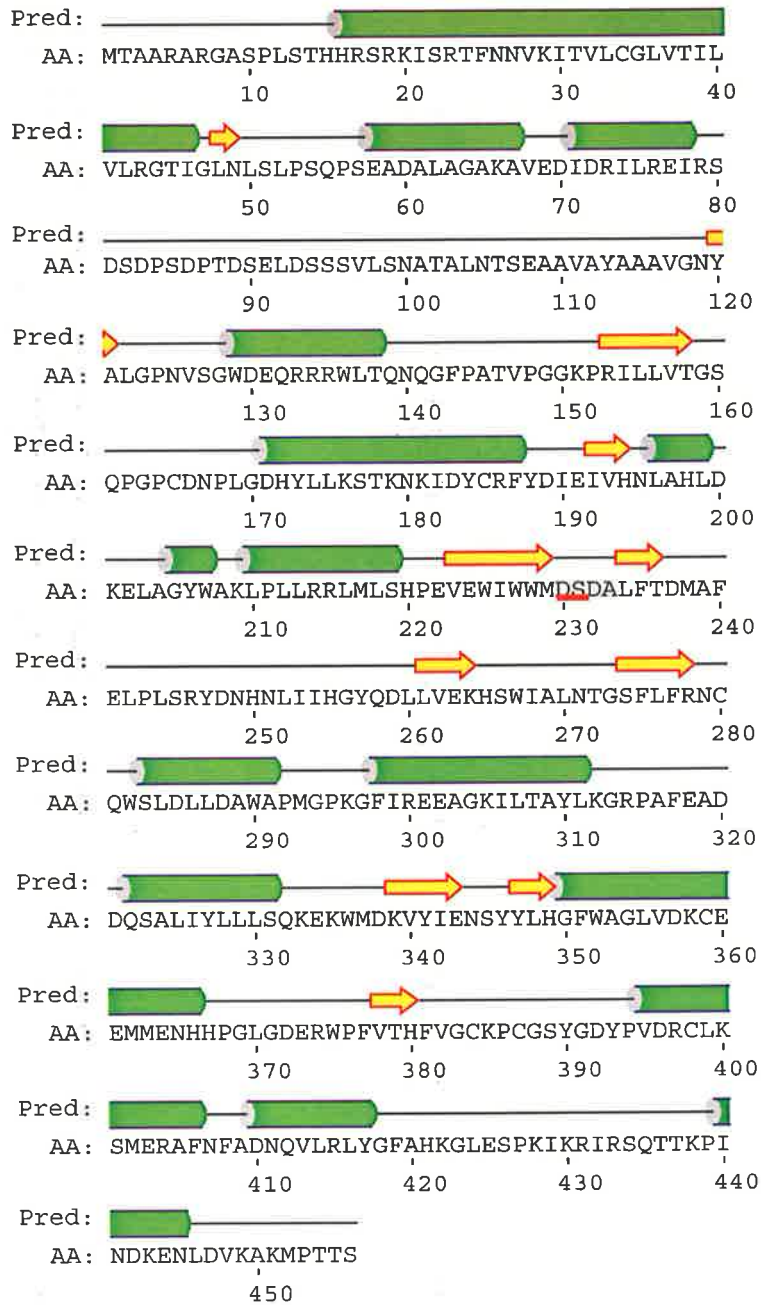 Pred:
AA: MTAARARGASPLSTHHRSRKISRTFNNVKITVLCGLVTIL
10 20 30 40
Pred:
AA: VLRGTIGLNLSLPSQPSEADALAGAKAVEDIDRILREIRS
50 60 70 80
Pred:
AA: DSDPSDPTDSELDSSSVLSNATALNTSEAAVAYAAAVGNY
90 100 110 120
Pred:
AA: ALGPNVSGWDEQRRRWLTQNQGFPATVPGGKPRILLVTGS
130 140 150 160
Pred:
AA: QPGPCDNPLGDHYLLKSTKNKIDYCRFYDIEIVHNLAHLD
170 180 190 200
Pred:
AA: KELAGYWAKLPLLRRLMLSHPEVEWIWWMDSDALFTDMAF
210 220 230 240
Pred:
AA: ELPLSRYDNHNLIIHGYQDLLVEKHSWIALNTGSFLFRNC
250 260 270 280
Pred:
AA: QWSLDLLDAWAPMGPKGFIREEAGKILTAYLKGRPAFEAD
290 300 310 320
Pred:
AA: DQSALIYLLLSQKEKWMDKVYIENSYYLHGFWAGLVDKCE
330 340 350 360
Pred:
AA: EMMENHHPGLGDERWPFVTHFVGCKPCGSYGDYPVDRCLK
370 380 390 400
Pred:
AA: SMERAFNFADNQVLRLYGFAHKGLESPKIKRIRSQTTKPI
410 420 430 440
Pred:
AA: NDKENLDVKAKMPTTS
450